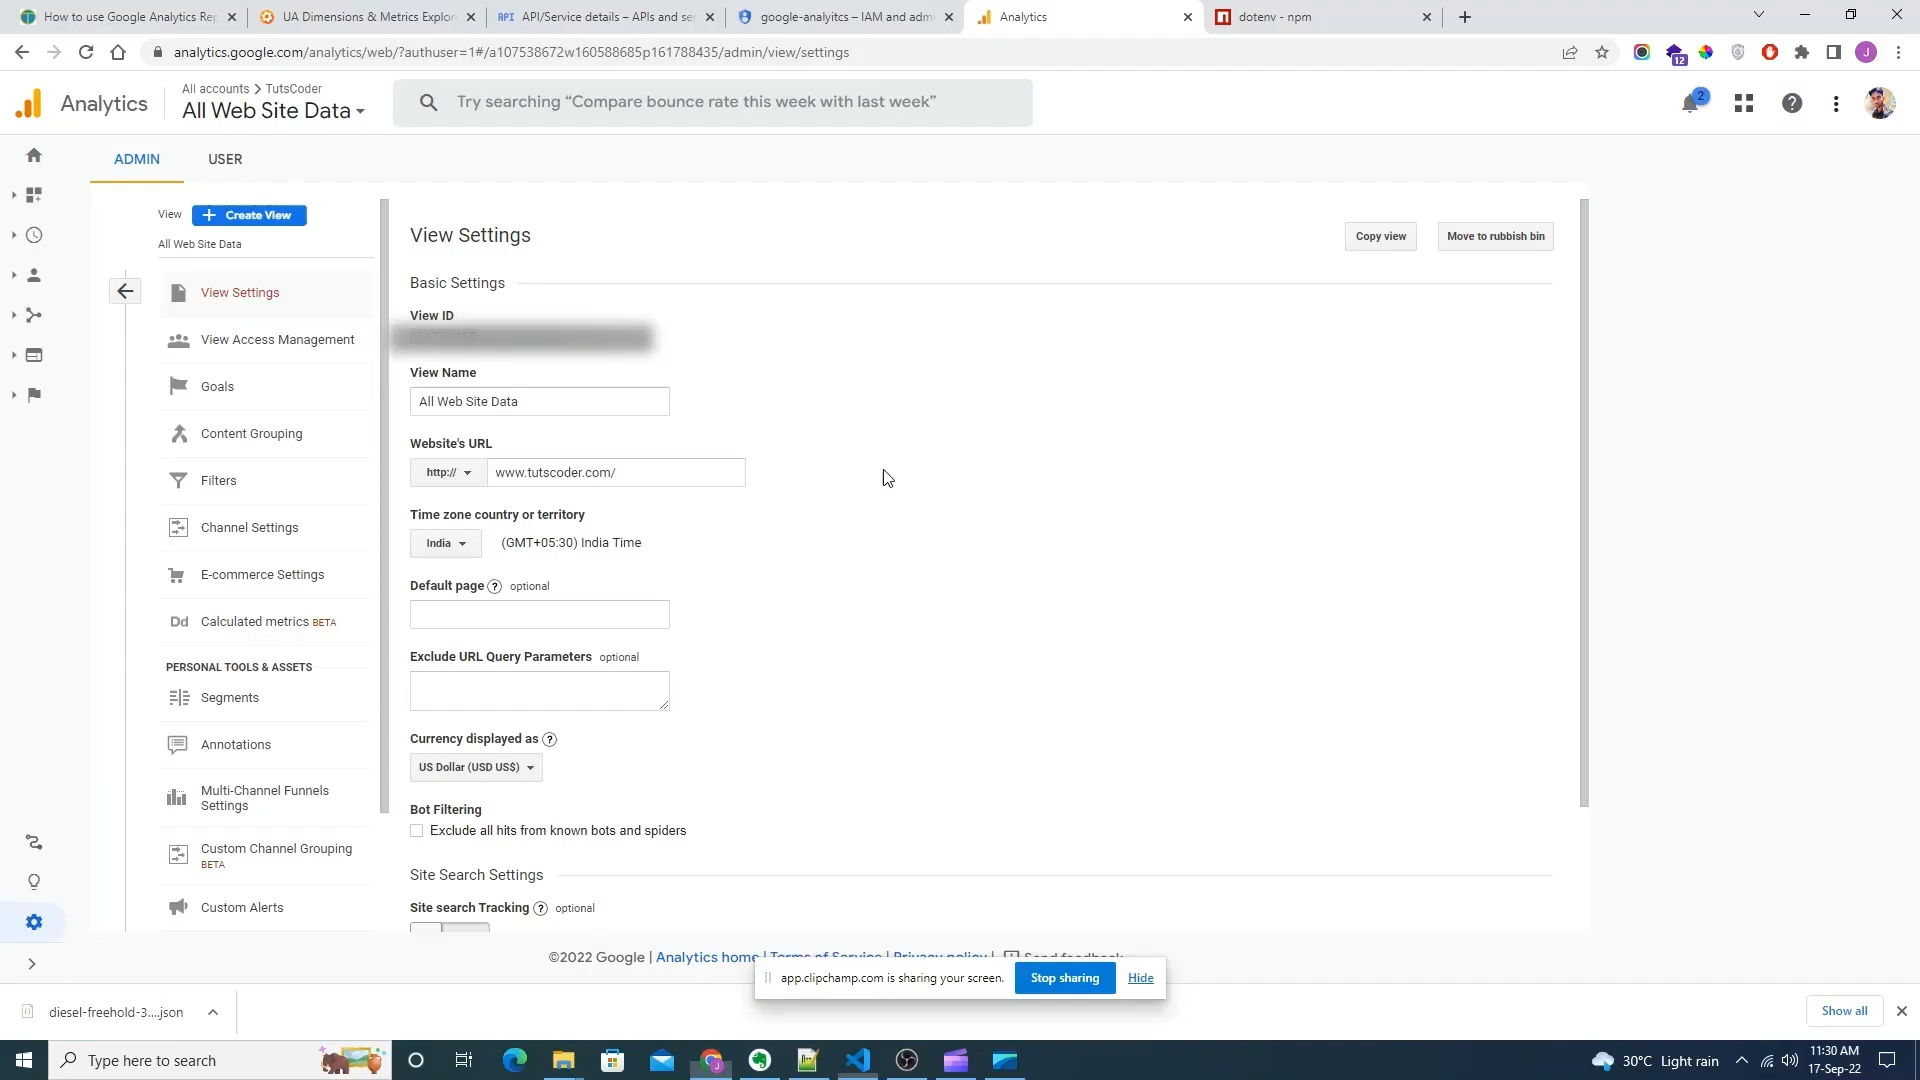 How to use Google Analytics Rep
UA Dimensions & Metrics Explor
API API/Service details – APIs and ser
google-analyitcs – IAM and admi
Analytics
dotenv - npm
analytics.google.com/analytics/web/?authuser=1#/a107538672w160588685p161788435/admin/view/settings
12
J
Analytics
All accounts > TutsCoder
All Web Site Data
Try searching “Compare bounce rate this week with last week”
2
ADMIN
USER
View
Create View
All Web Site Data
View Settings
View Access Management
Goals
Content Grouping
Filters
Channel Settings
E-commerce Settings
Dd Calculated metrics BETA
PERSONAL TOOLS & ASSETS
Segments
Annotations
Multi-Channel Funnels
Settings
Custom Channel Grouping
BETA
Custom Alerts
View Settings
Copy view
Move to rubbish bin
Basic Settings
View ID
View Name
All Web Site Data
Website's URL
http://
www.tutscoder.com/
Time zone country or territory
India
(GMT+05:30) India Time
Default page ? optional
Exclude URL Query Parameters optional
Currency displayed as ?
US Dollar (USD US$)
Bot Filtering
Exclude all hits from known bots and spiders
Site Search Settings
Site search Tracking ? optional
©2022 Google | Analytics home | Terms of Service | Privacy policy | Send feedback
app.clipchamp.com is sharing your screen.
Stop sharing
Hide
diesel-freehold-3....json
Show all
Type here to search
30°C Light rain
11:30 AM
17-Sep-22